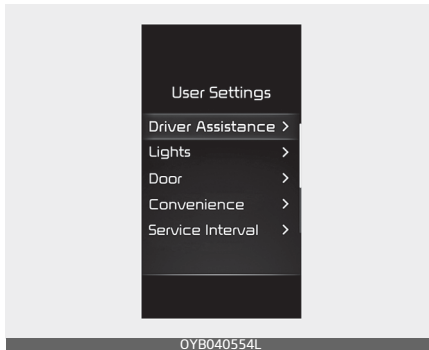 User Settings
Driver Assistance >
Lights >
Door >
Convenience >
Service Interval >
OYB040554L